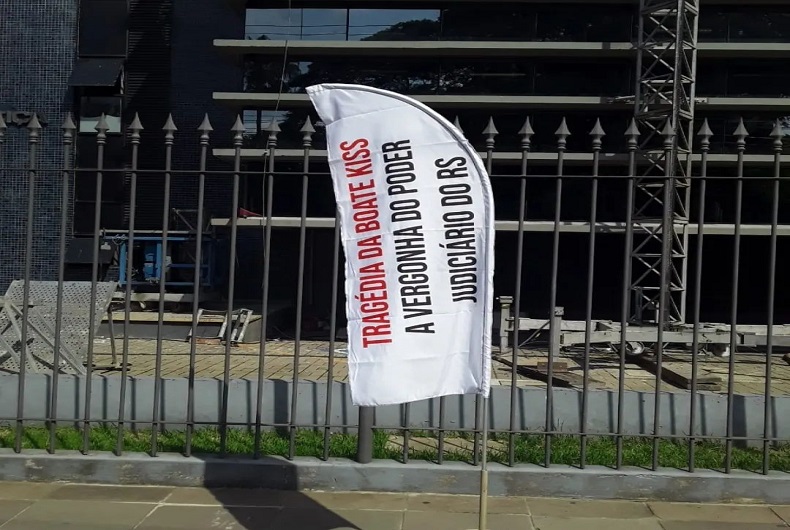 TRAGÉDIA DA BOATE KISS
A VERGONHA DO PODER
JUDICIÁRIO DO RS